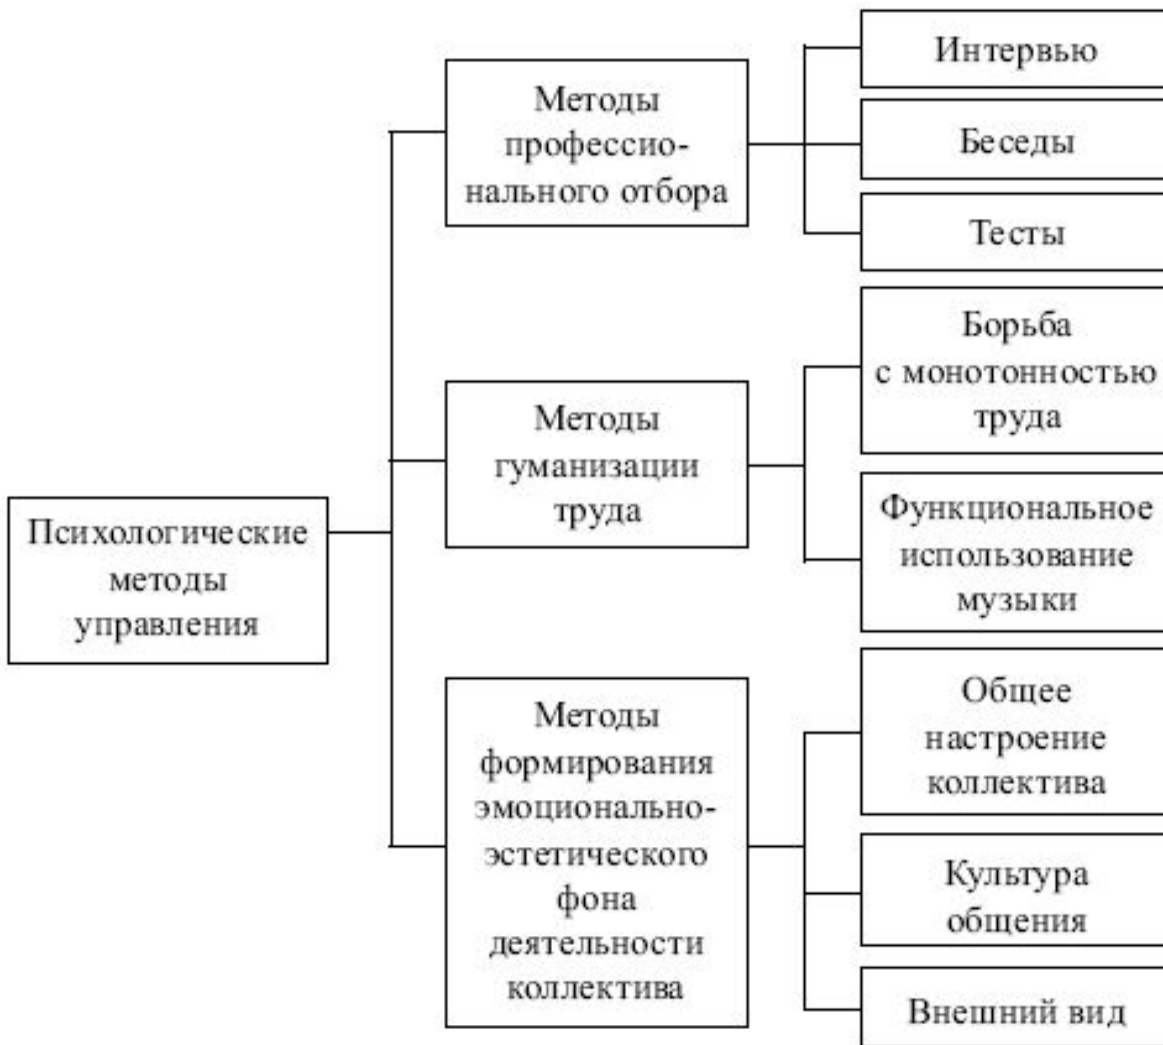 Психологические
методы
управления
Методы
профессио-
нального отбора
Интервью
Беседы
Тесты
Методы
гуманизации
труда
Борьба
с монотонностью
труда
Функциональное
использование
музыки
Методы
формирования
эмоционально-
эстетического
фона
деятельности
коллектива
Общее
настроение
коллектива
Культура
общения
Внешний вид